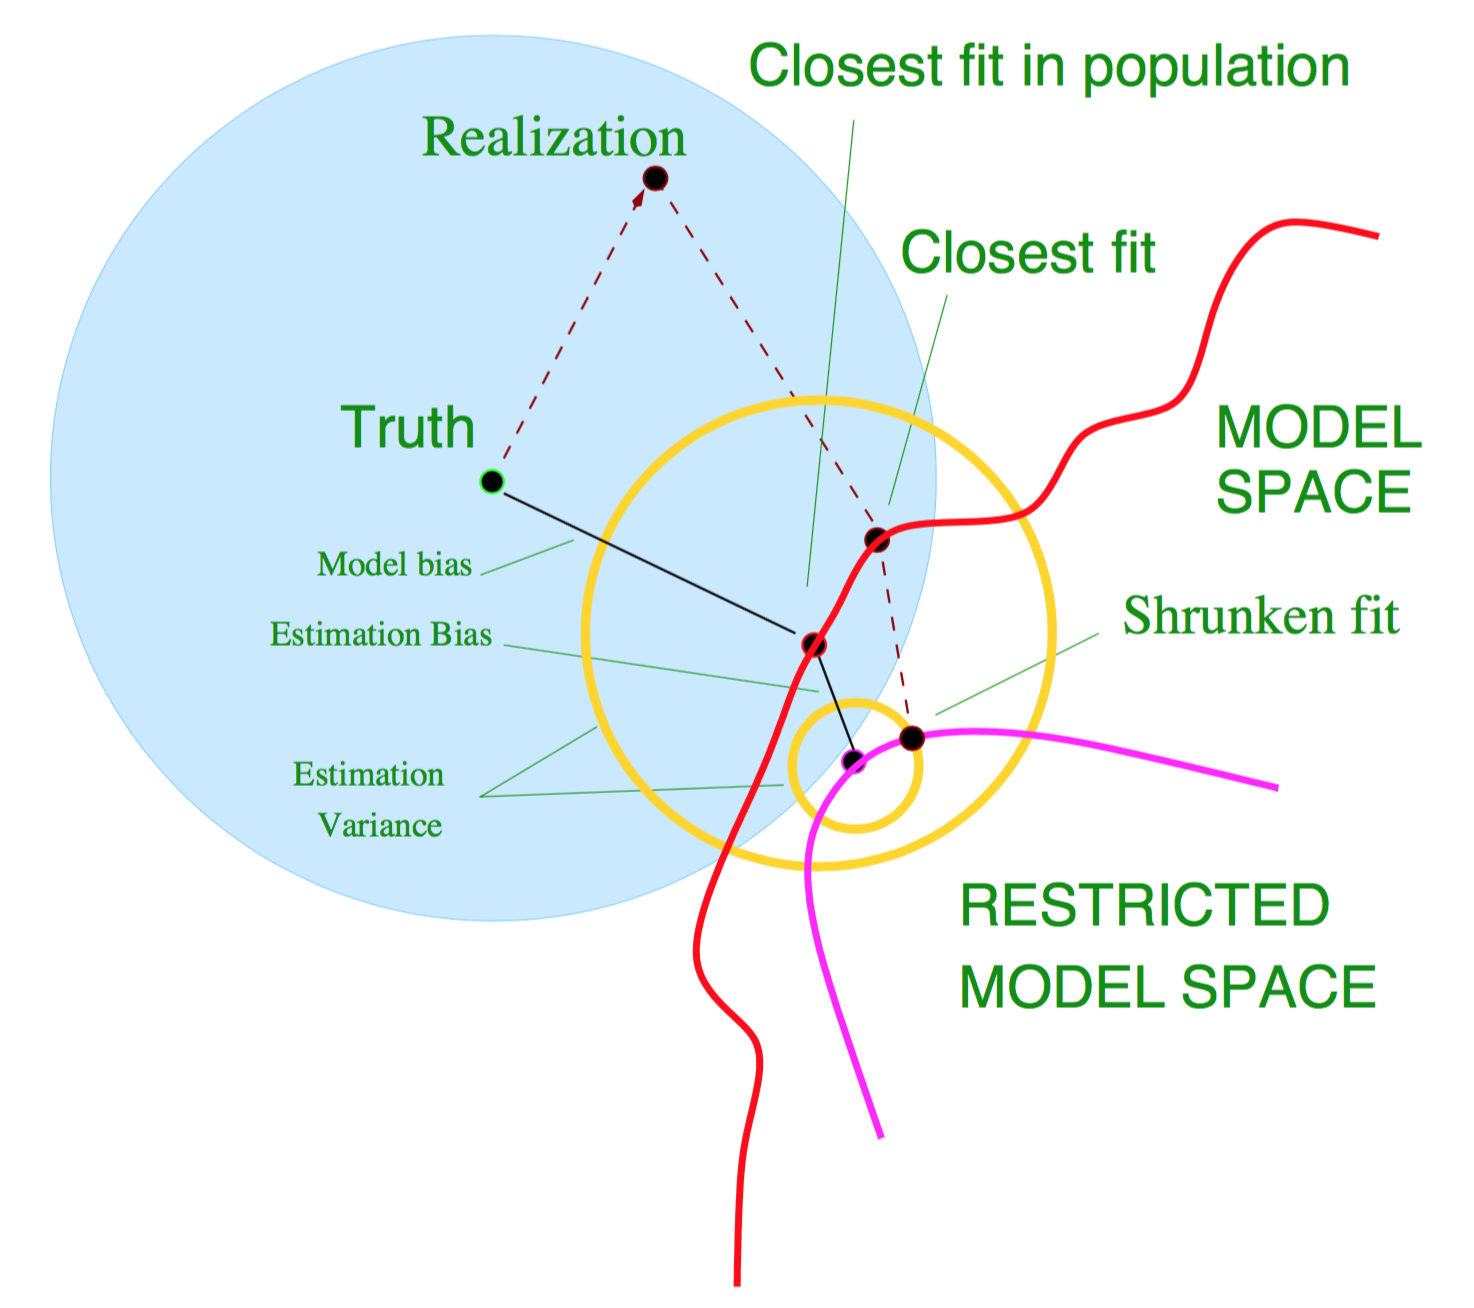 Closest fit in population
Realization
Closest fit
Truth
MODEL
SPACE
Model bias
Estimation Bias
Shrunken fit
Estimation
Variance
RESTRICTED
MODEL SPACE